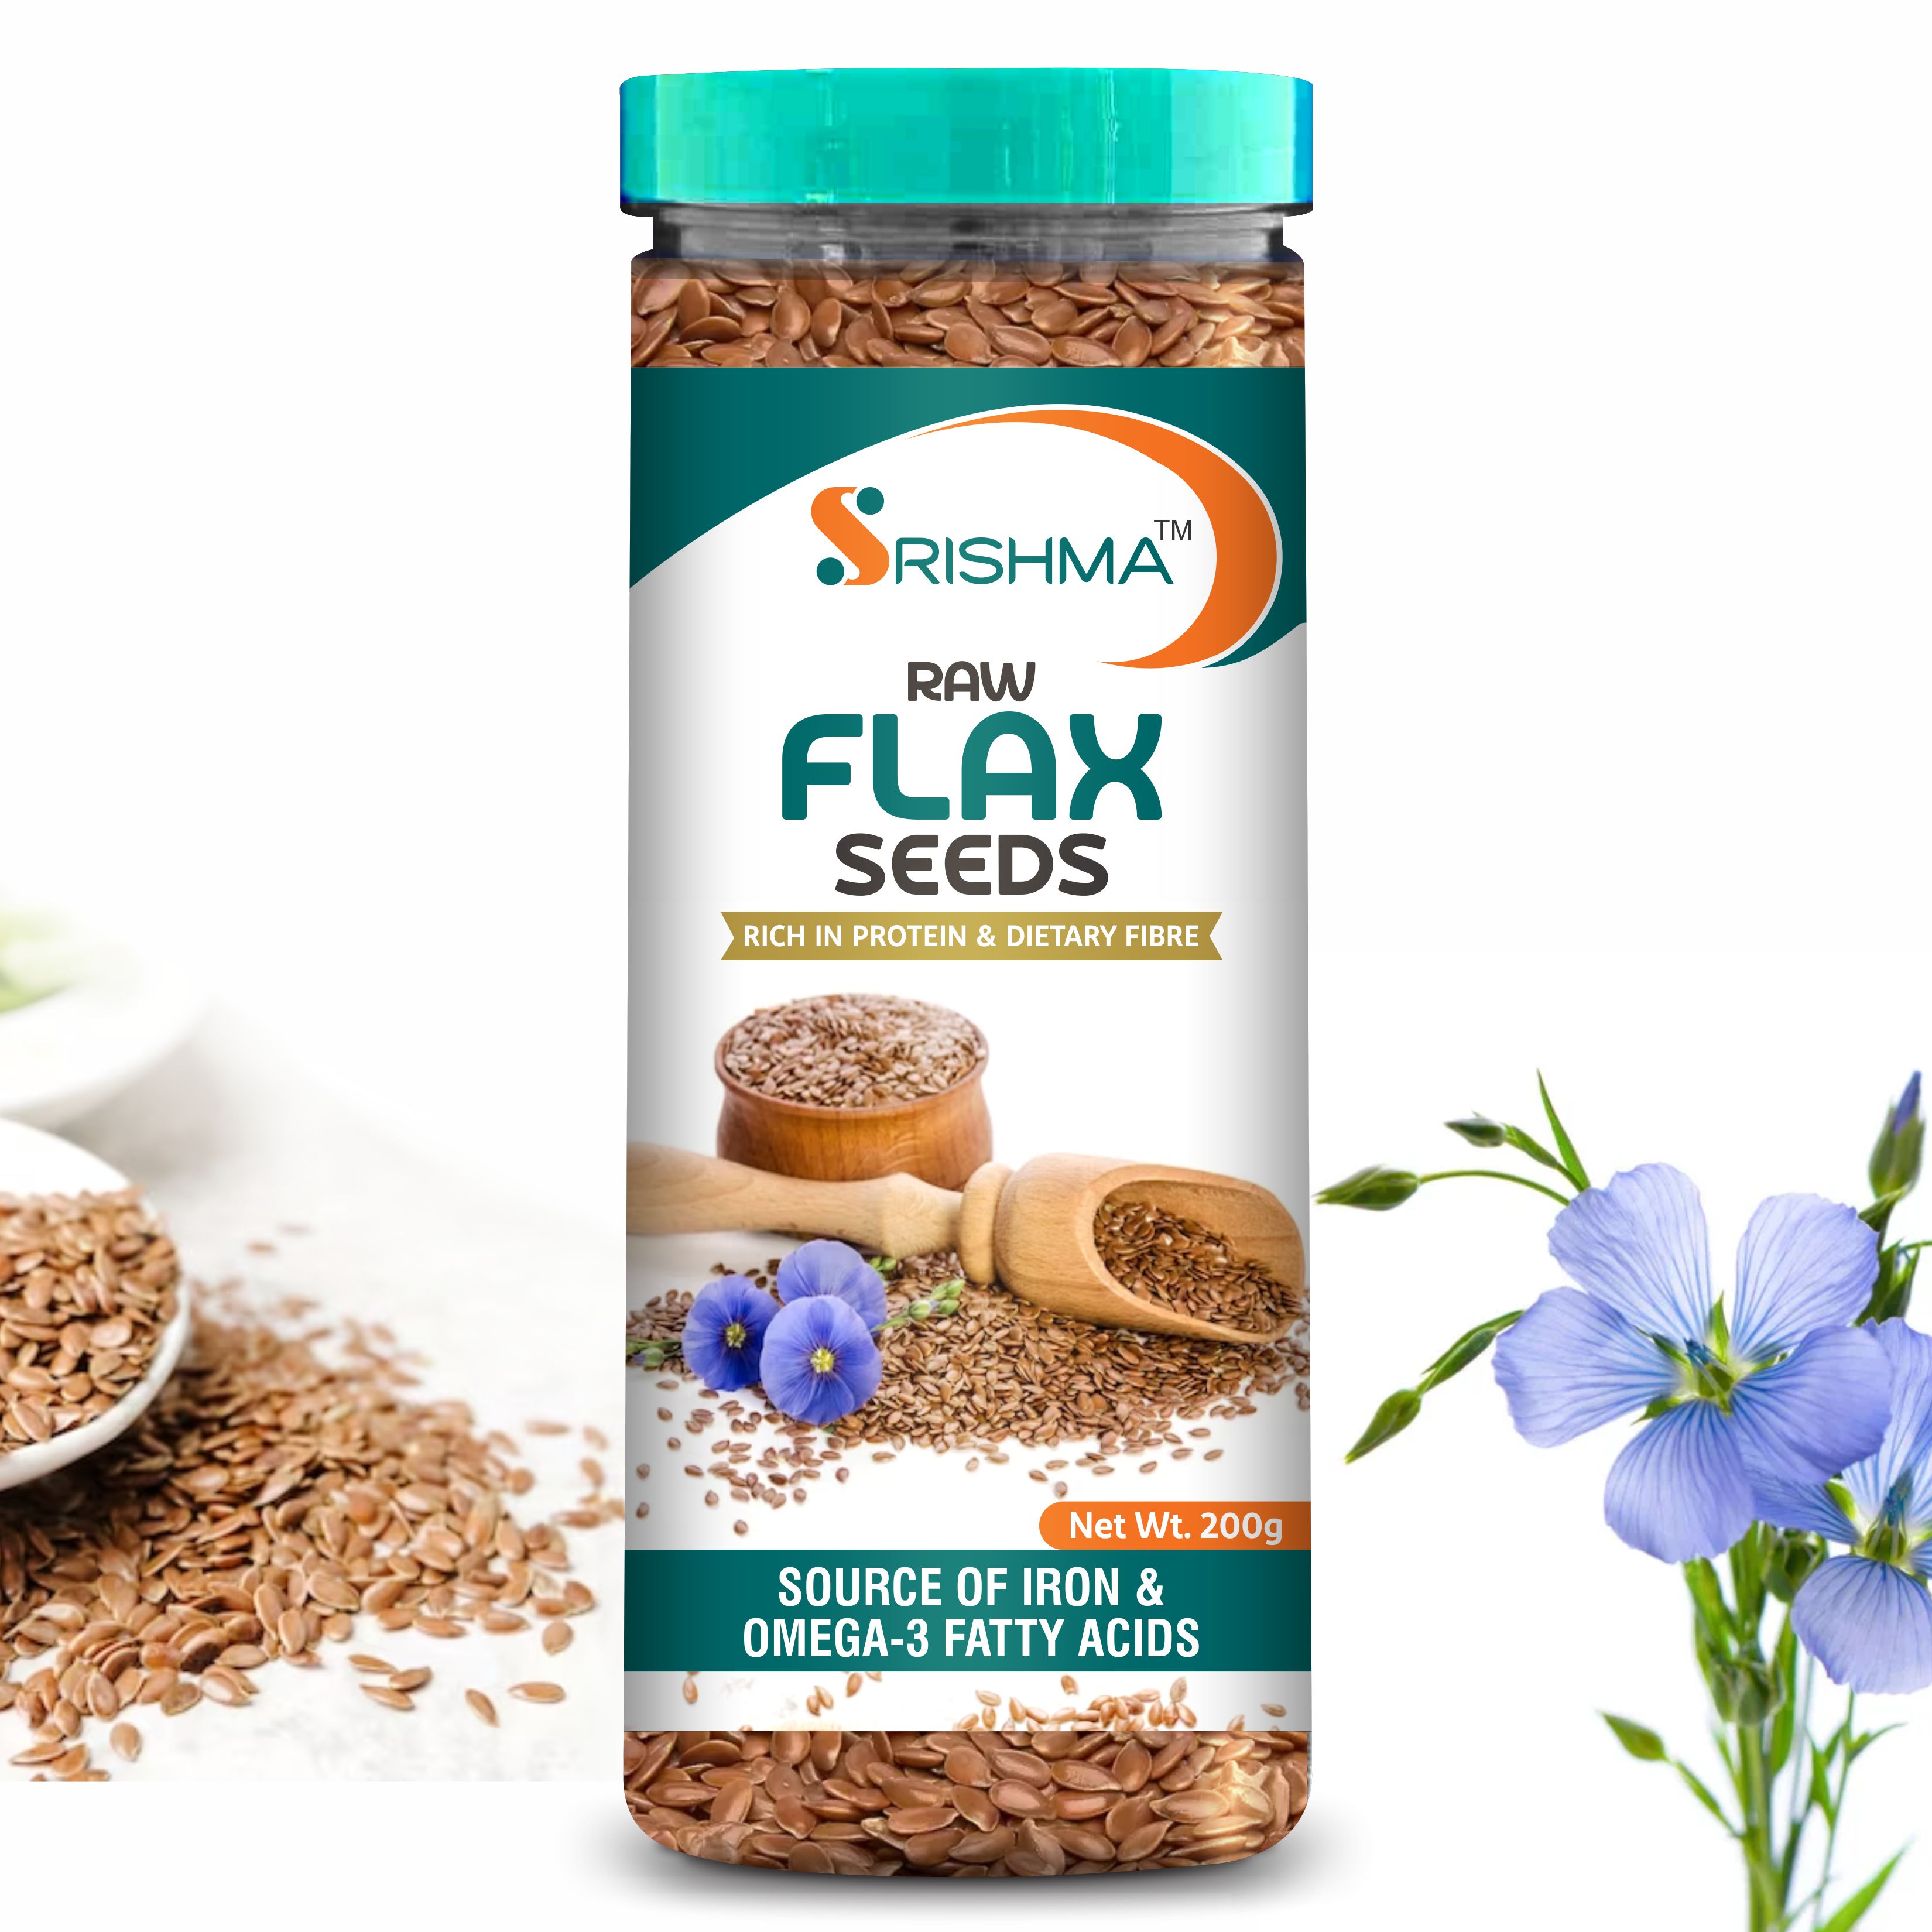 SRISHMA™
RAW
FLAX
SEEDS
RICH IN PROTEIN & DIETARY FIBRE
Net Wt. 200g
SOURCE OF IRON &
OMEGA-3 FATTY ACIDS